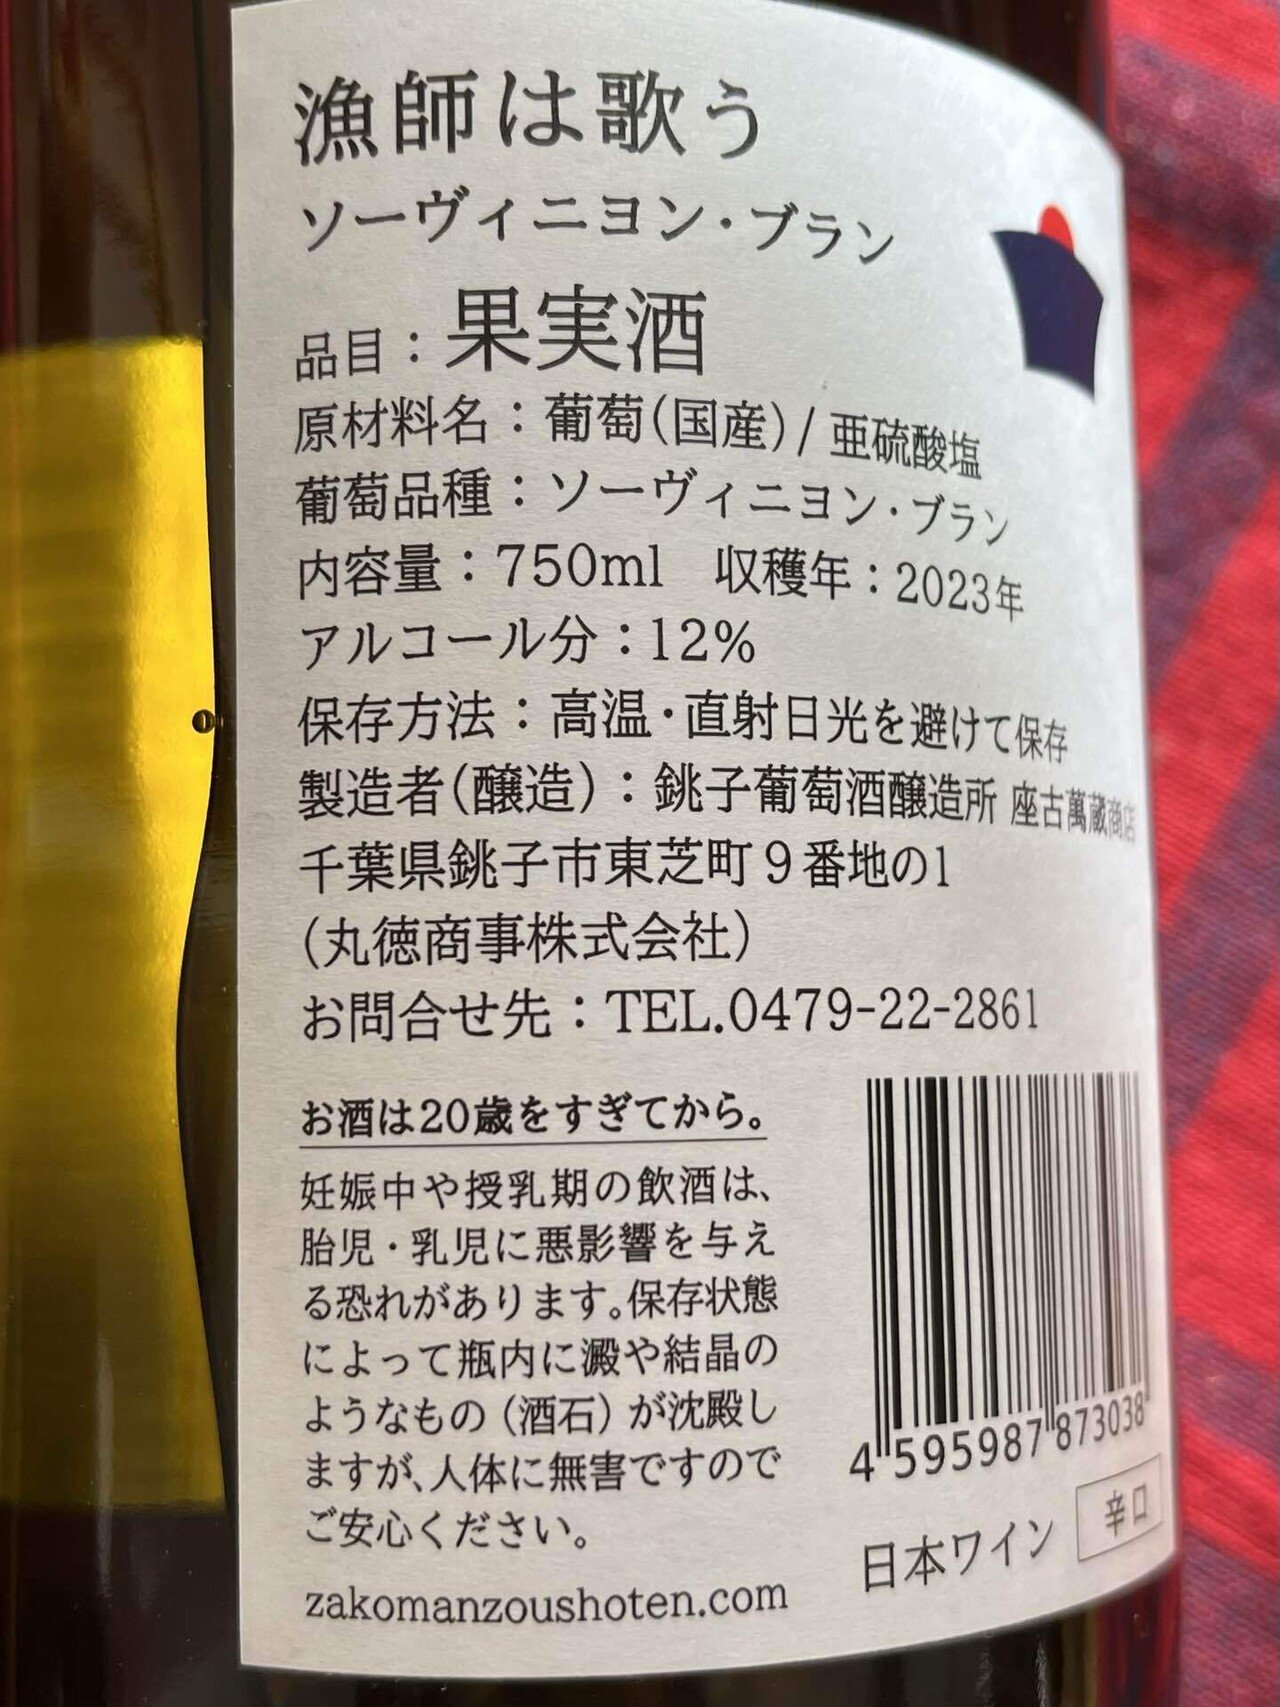 漁師は歌う
ソーヴィニヨン・ブラン
品目：果実酒
原材料名：葡萄(国産)/ 亜硫酸塩
葡萄品種：ソーヴィニヨン・ブラン
内容量：750ml　収穫年：2023年
アルコール分：12%
保存方法：高温・直射日光を避けて保存
製造者(醸造)：銚子葡萄酒醸造所 座古萬蔵商店
千葉県銚子市東芝町9番地の1
(丸徳商事株式会社)
お問合せ先：TEL.0479-22-2861
お酒は20歳をすぎてから。
妊娠中や授乳期の飲酒は、
胎児・乳児に悪影響を与え
る恐れがあります。保存状態
によって瓶内に澱や結晶の
ようなもの（酒石）が沈殿し
ますが、人体に無害ですので
ご安心ください。
zakomanzoushoten.com
4 595987 873038
日本ワイン 辛口